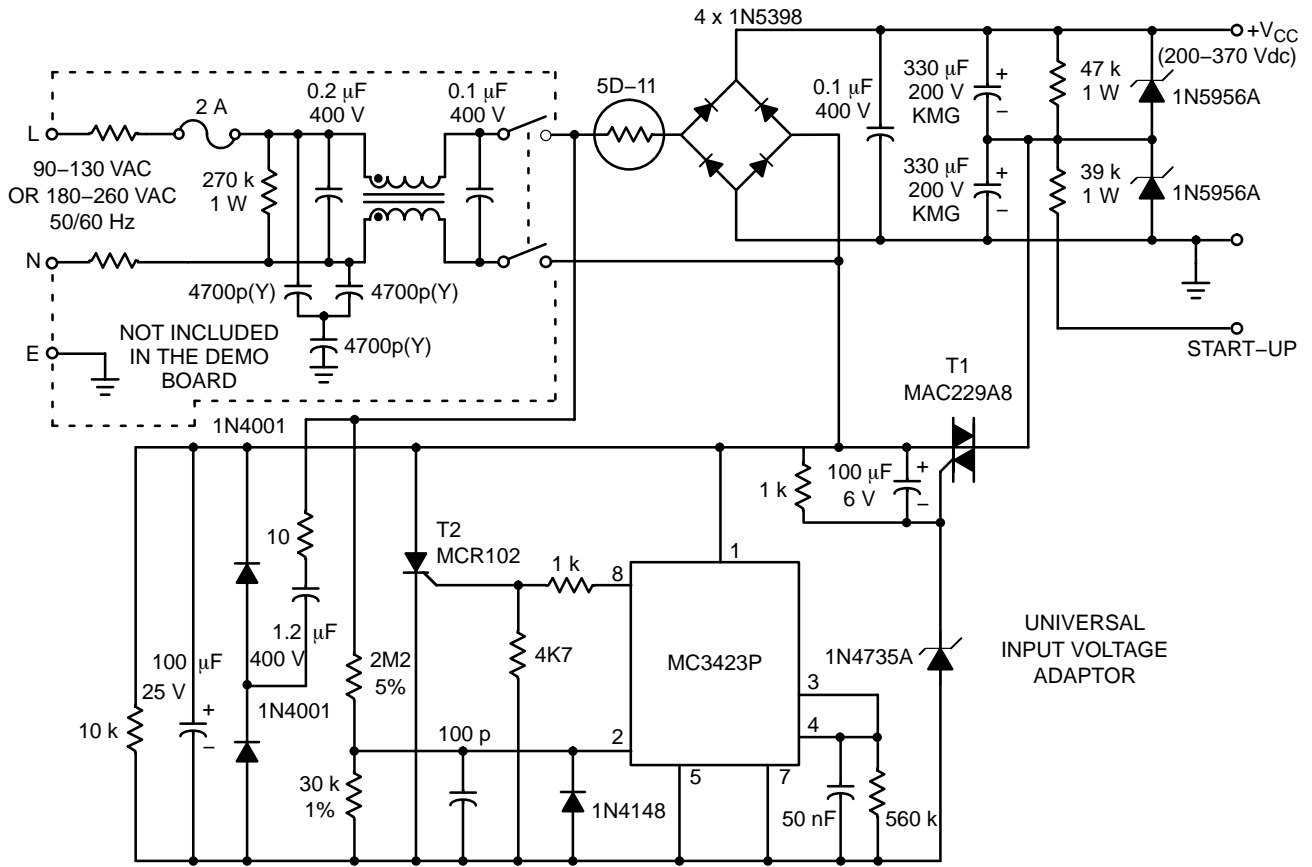 4 x 1N5398
+VCC
(200–370 Vdc)
2 A
0.2 µF
400 V
0.1 µF
400 V
5D–11
0.1 µF
400 V
330 µF
200 V
KMG
+
–
47 k
1 W
1N5956A
L
90–130 VAC
OR 180–260 VAC
50/60 Hz
270 k
1 W
330 µF
200 V
KMG
+
–
39 k
1 W
1N5956A
N
4700p(Y)
4700p(Y)
4700p(Y)
E
NOT INCLUDED
IN THE DEMO
BOARD
START–UP
T1
MAC229A8
1N4001
1 k
100 µF
6 V
+
–
10
T2
MCR102
1 k
8
1
1.2 µF
400 V
100 µF
25 V
+
–
10 k
1N4001
2M2
5%
4K7
MC3423P
3
4
2
5
7
1N4735A
UNIVERSAL
INPUT VOLTAGE
ADAPTOR
100 p
30 k
1%
1N4148
50 nF
560 k